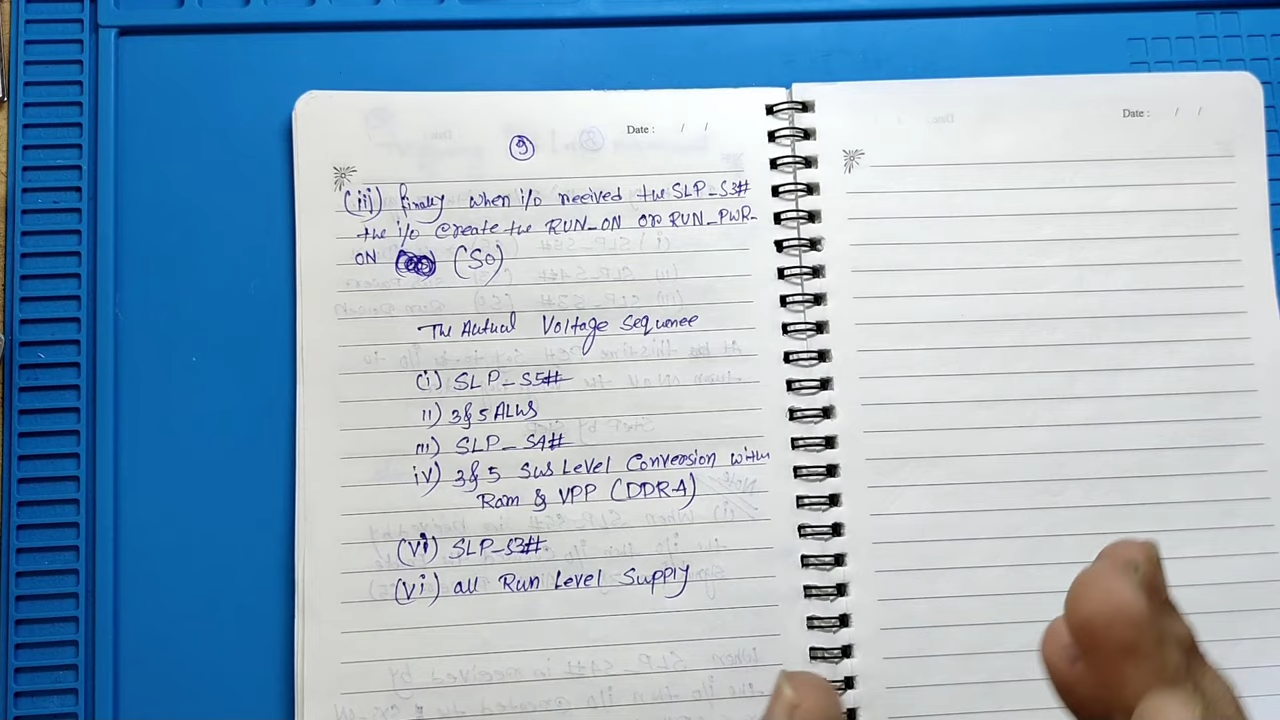 Date : / /
9
(iii) finally when i/o received the SLP_S3#
the i/o create the RUN_ON or RUN_PWR_
ON (S0)
The Autual Voltage Sequence
(i) SLP_S5#
ii) 3&5 ALWS
iii) SLP_S4#
iv) 3&5 Sus Level Conversion with
Ram & VPP (DDR4)
(vi) SLP_S3#
(vi) all Run Level Supply
Date : / /